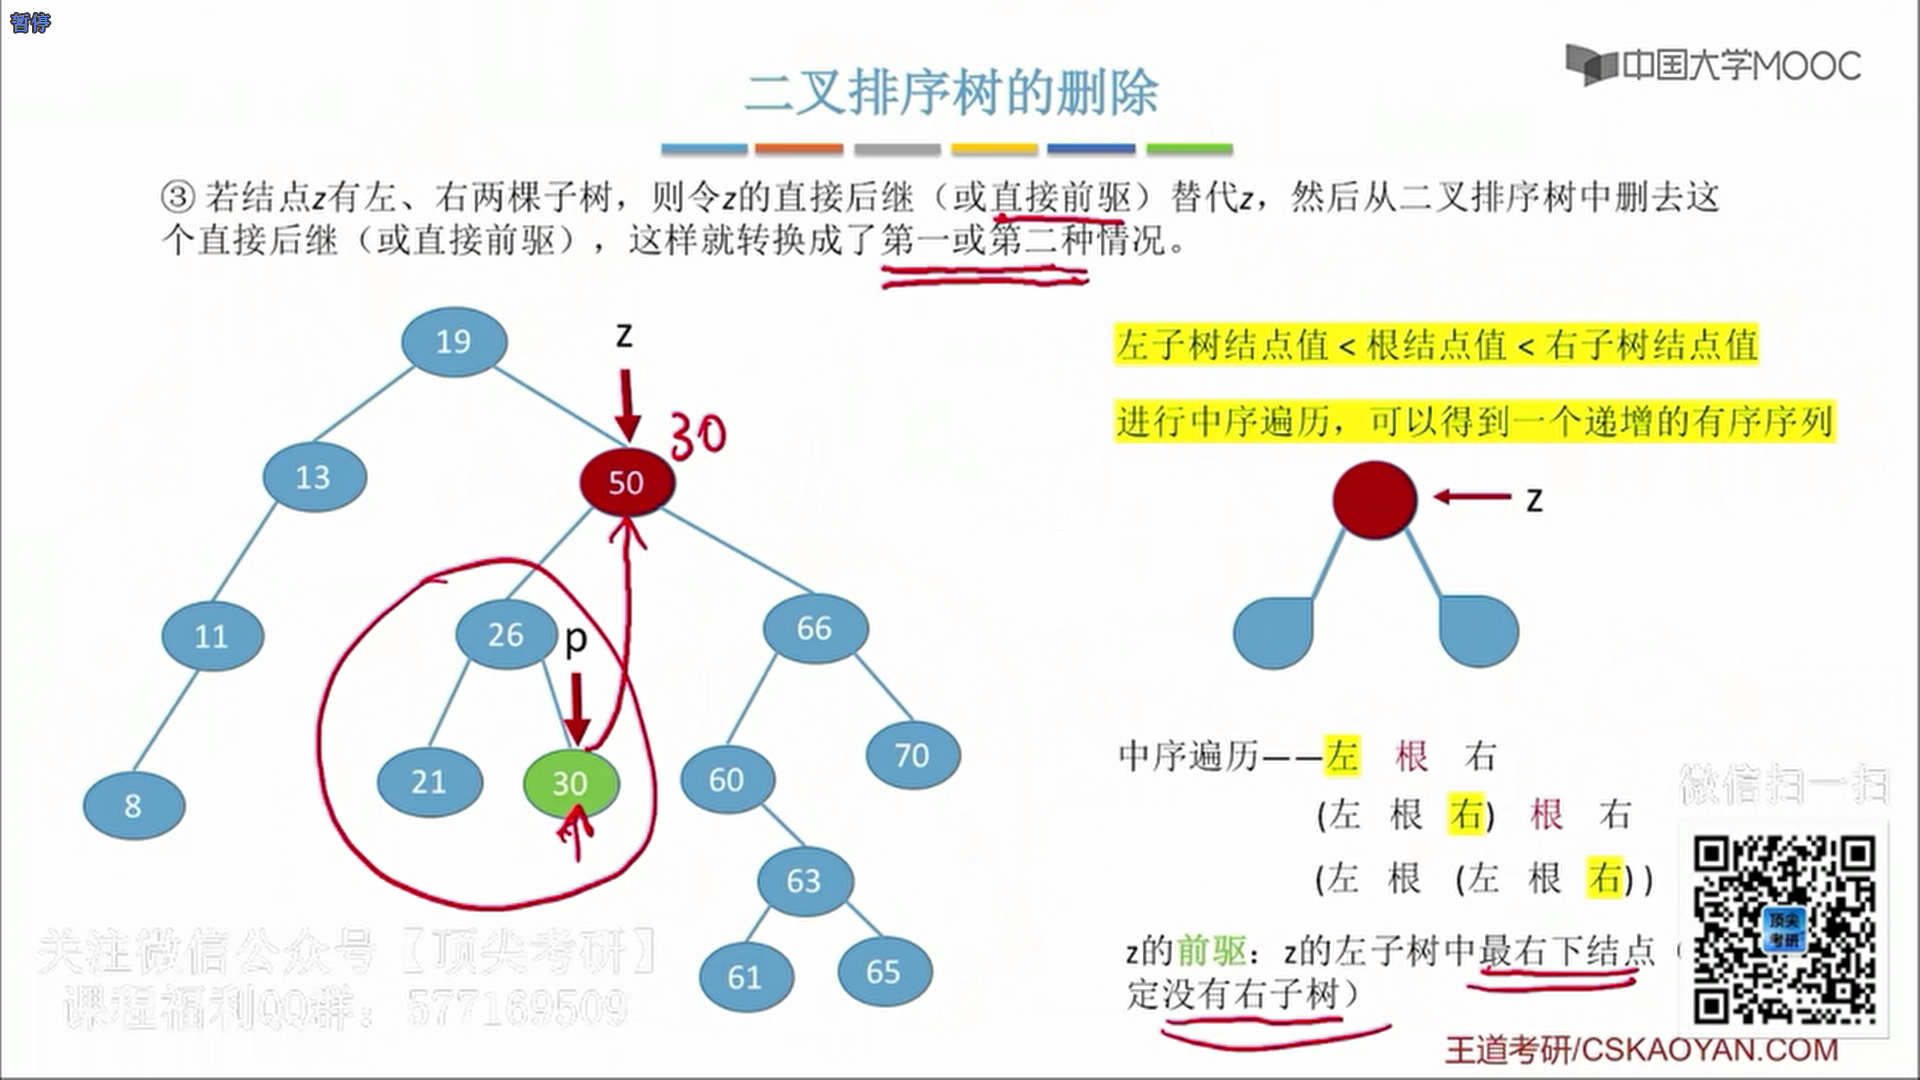 暂停
中国大学MOOC
二叉排序树的删除
③ 若结点z有左、右两棵子树，则令z的直接后继（或直接前驱）替代z，然后从二叉排序树中删去这
个直接后继（或直接前驱），这样就转换成了第一或第二种情况。
19
z
左子树结点值 < 根结点值 < 右子树结点值
30
进行中序遍历，可以得到一个递增的有序序列
13
50
z
11
26
p
66
中序遍历——左 根 右
8
21
30
60
70
微信扫一扫
(左 根 右) 根 右
(左 根 (左 根 右) )
63
关注微信公众号【顶尖考研】
z的前驱：z的左子树中最右下结点（
顶尖
考研
61
65
课程福利QQ群：577169509
定没有右子树）
王道考研/CSKAOYAN.COM